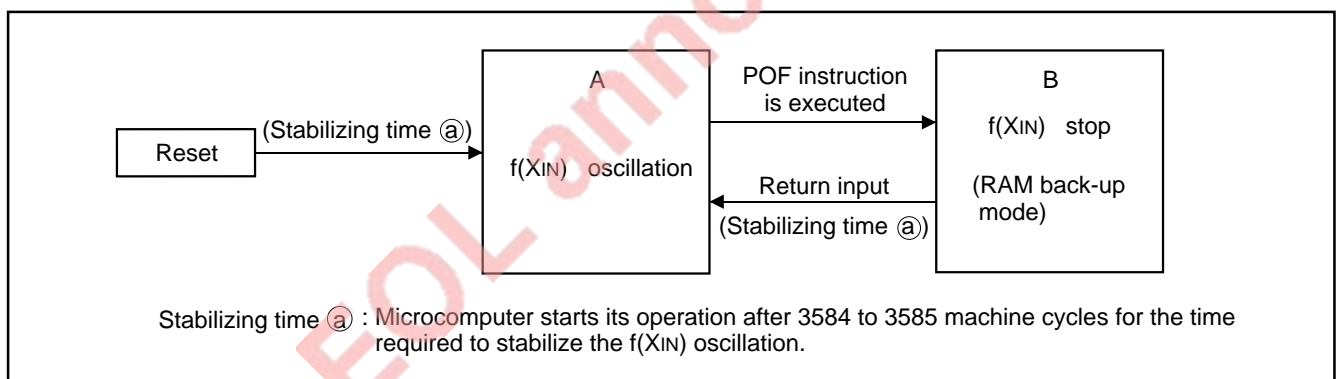 A
f(XIN) oscillation
POF instruction
is executed
B
f(XIN) stop
(RAM back-up
mode)
Reset
(Stabilizing time ⓐ)
Return input
(Stabilizing time ⓐ)
Stabilizing time ⓐ : Microcomputer starts its operation after 3584 to 3585 machine cycles for the time
required to stabilize the f(XIN) oscillation.
EOL anno